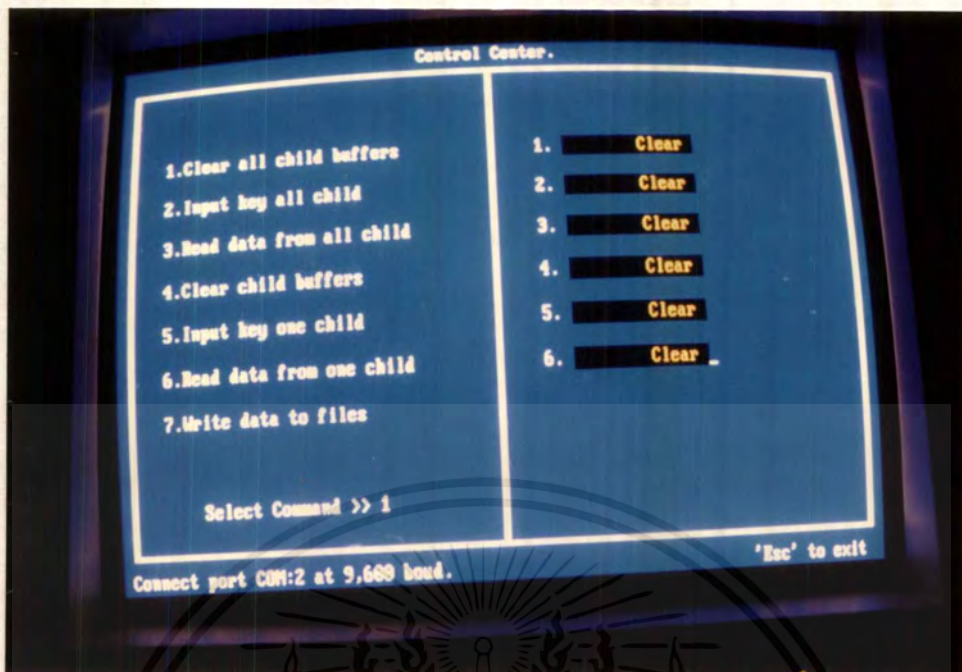 Control Center.
1.Clear all child buffers
2.Input key all child
3.Read data from all child
4.Clear child buffers
5.Input key one child
6.Read data from one child
7.Write data to files
Select Command >> 1
1. Clear
2. Clear
3. Clear
4. Clear
5. Clear
6. Clear _
Connect port COM:2 at 9,600 boud.
'Esc' to exit